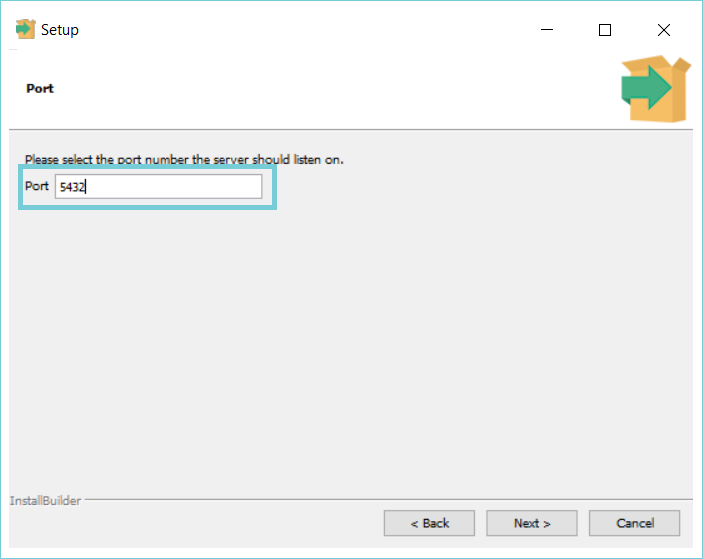 Setup
Port
Please select the port number the server should listen on.
Port 5432
InstallBuilder
< Back Next > Cancel